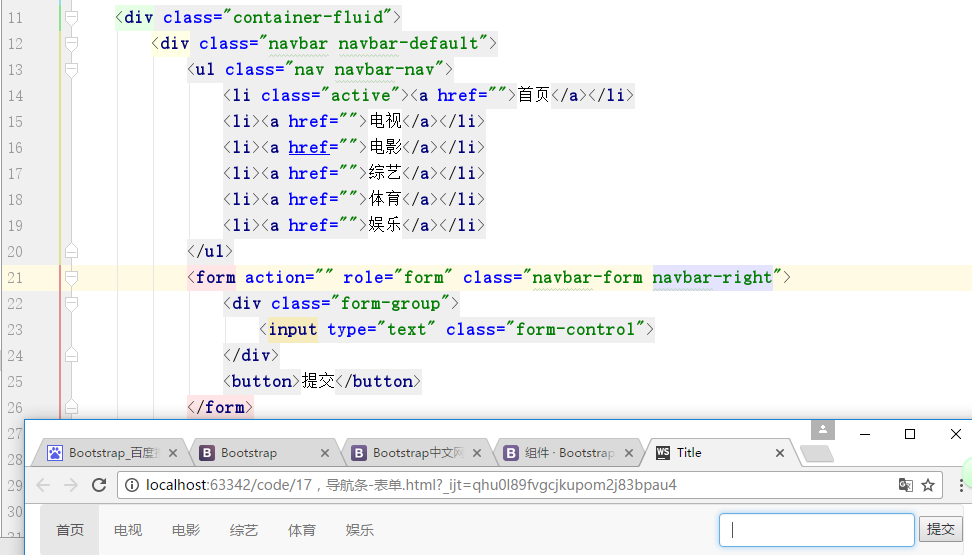 11 <div class="container-fluid">
12 <div class="navbar navbar-default">
13 <ul class="nav navbar-nav">
14 <li class="active"><a href="">首页</a></li>
15 <li><a href="">电视</a></li>
16 <li><a href="">电影</a></li>
17 <li><a href="">综艺</a></li>
18 <li><a href="">体育</a></li>
19 <li><a href="">娱乐</a></li>
20 </ul>
21 <form action="" role="form" class="navbar-form navbar-right">
22 <div class="form-group">
23 <input type="text" class="form-control">
24 </div>
25 <button>提交</button>
26 </form>
27
28 Bootstrap_百度 Bootstrap Bootstrap中文网 组件 · Bootstrap WS Title
29 localhost:63342/code/17，导航条-表单.html?_ijt=qhu0l89fvgcjkupom2j83bpau4
30
首页 电视 电影 综艺 体育 娱乐 提交